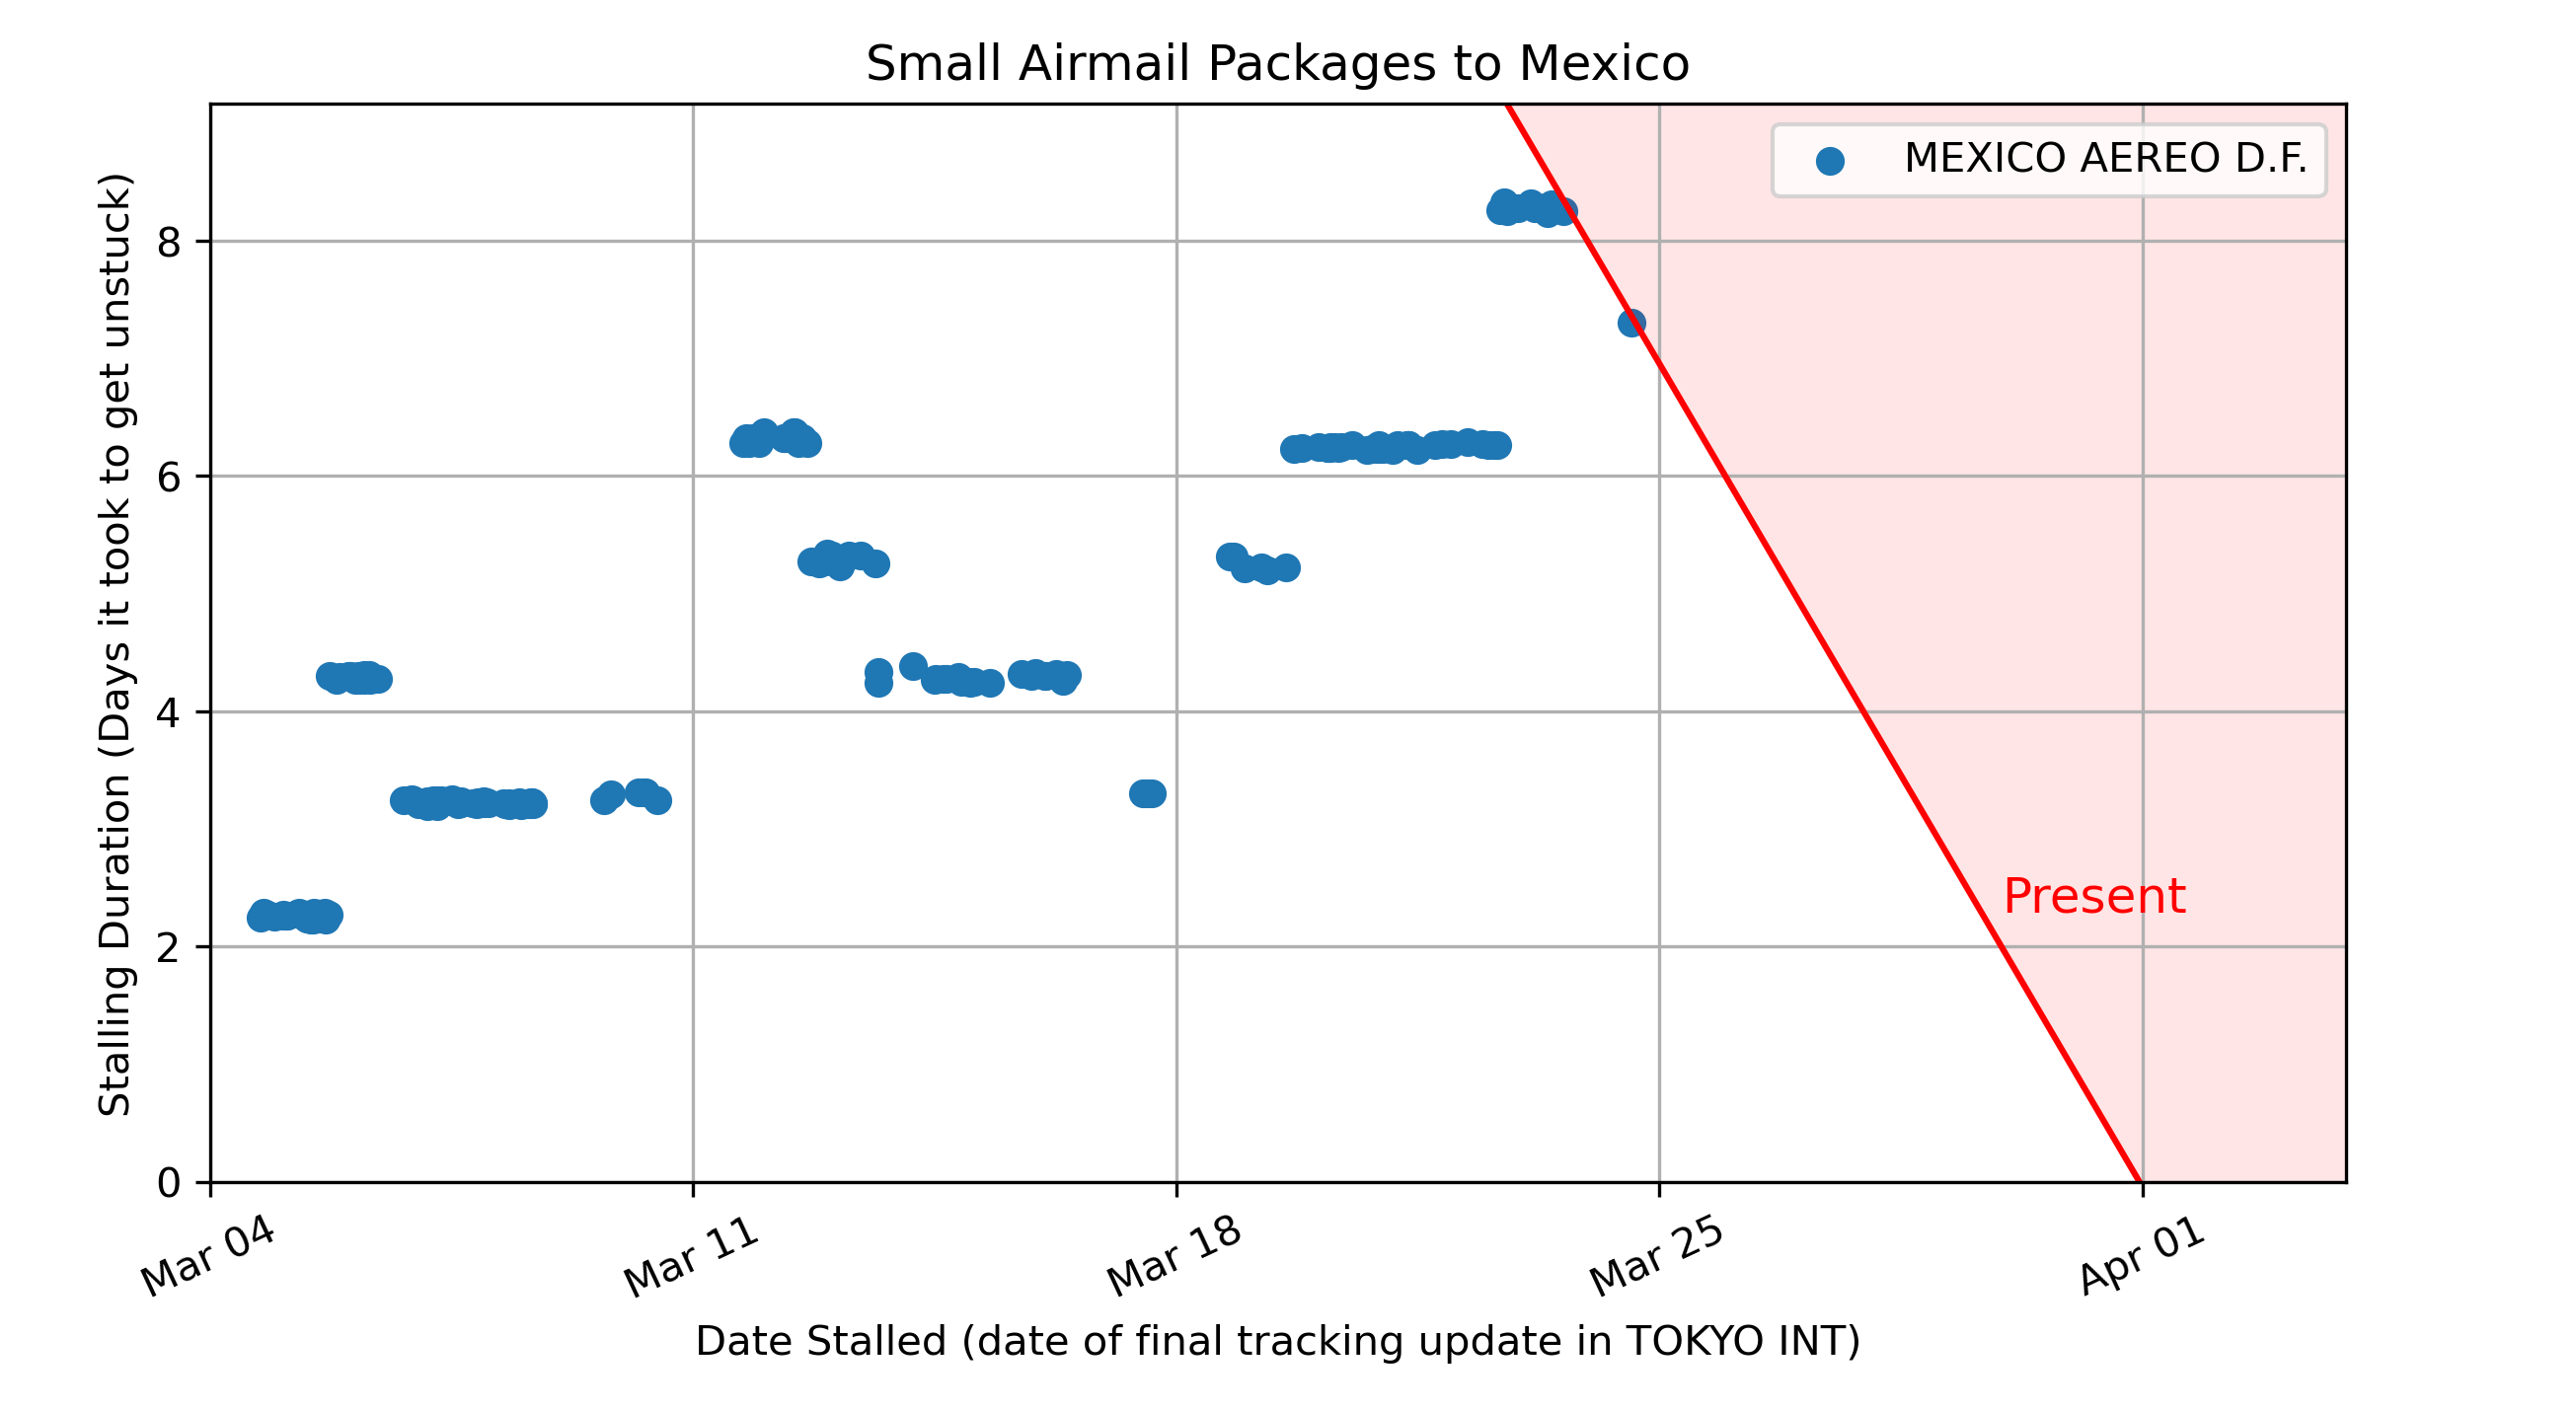 Small Airmail Packages to Mexico
MEXICO AEREO D.F.
Stalling Duration (Days it took to get unstuck)
8
6
4
2
0
Present
Mar 04
Mar 11
Mar 18
Mar 25
Apr 01
Date Stalled (date of final tracking update in TOKYO INT)